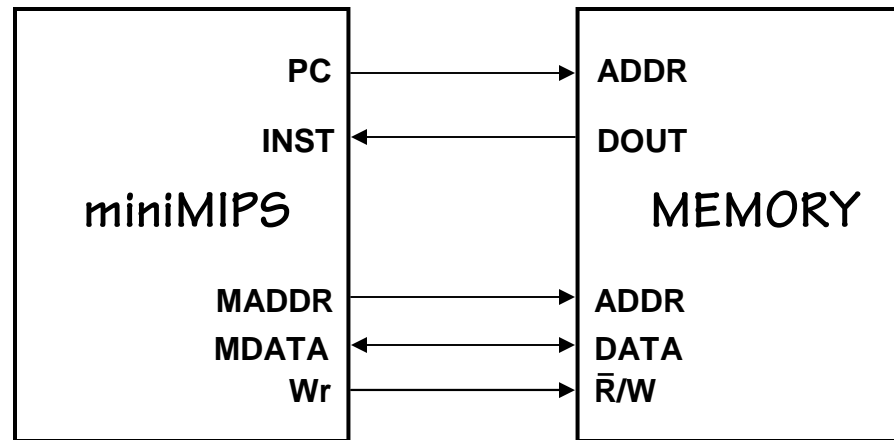 PC ADDR
INST DOUT
miniMIPS MEMORY
MADDR ADDR
MDATA DATA
Wr R̅/W